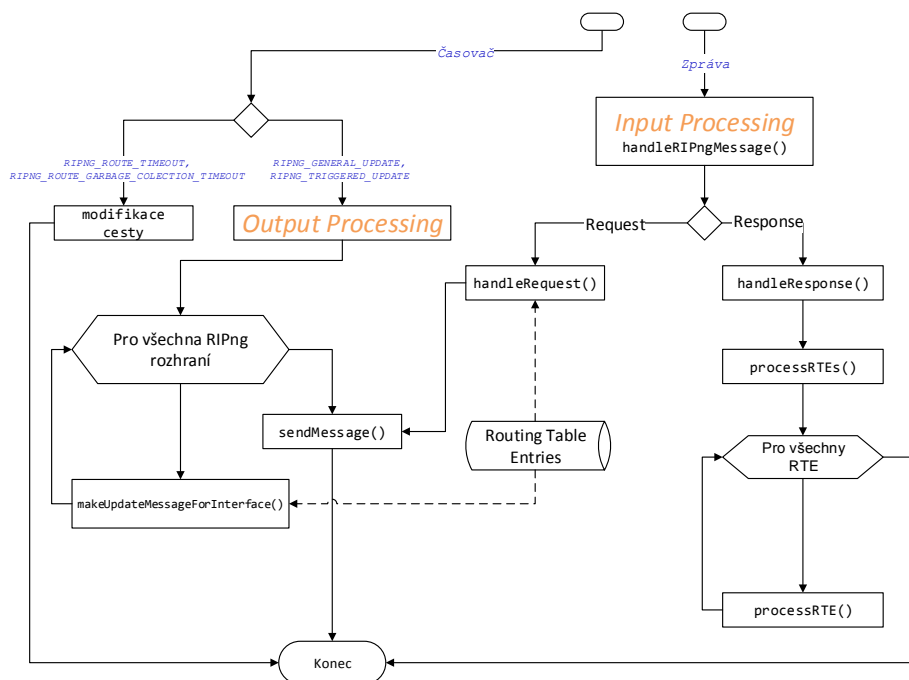 Časovač
Zpráva
Input Processing
handleRIPngMessage()
RIPNG_ROUTE_TIMEOUT,
RIPNG_ROUTE_GARBAGE_COLECTION_TIMEOUT
RIPNG_GENERAL_UPDATE,
RIPNG_TRIGGERED_UPDATE
modifikace
cesty
Output Processing
Request
Response
handleRequest()
handleResponse()
Pro všechna RIPng
rozhraní
processRTEs()
sendMessage()
Routing Table
Entries
Pro všechny
RTE
makeUpdateMessageForInterface()
processRTE()
Konec